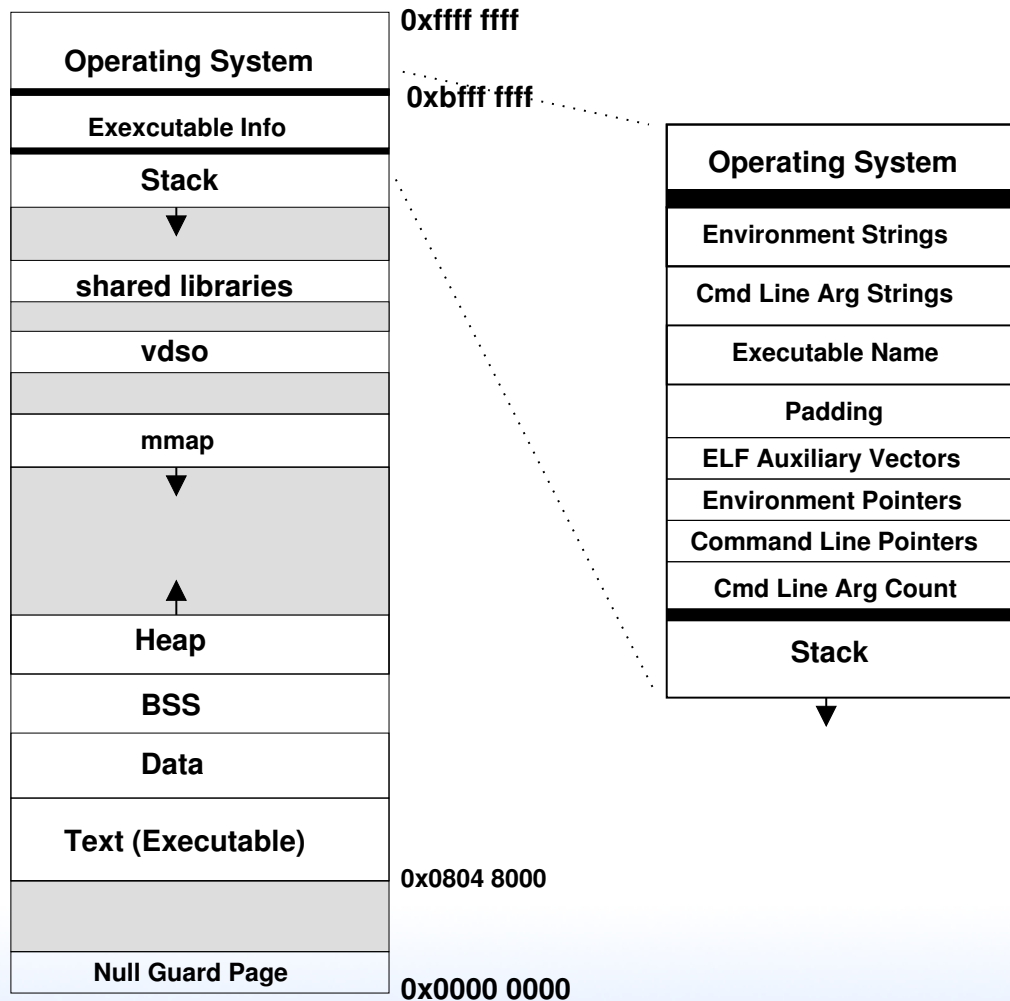 0xffff ffff
Operating System
0xbfff ffff
Exexcutable Info
Stack
shared libraries
vdso
mmap
Heap
BSS
Data
Text (Executable)
0x0804 8000
Null Guard Page
0x0000 0000
Operating System
Environment Strings
Cmd Line Arg Strings
Executable Name
Padding
ELF Auxiliary Vectors
Environment Pointers
Command Line Pointers
Cmd Line Arg Count
Stack